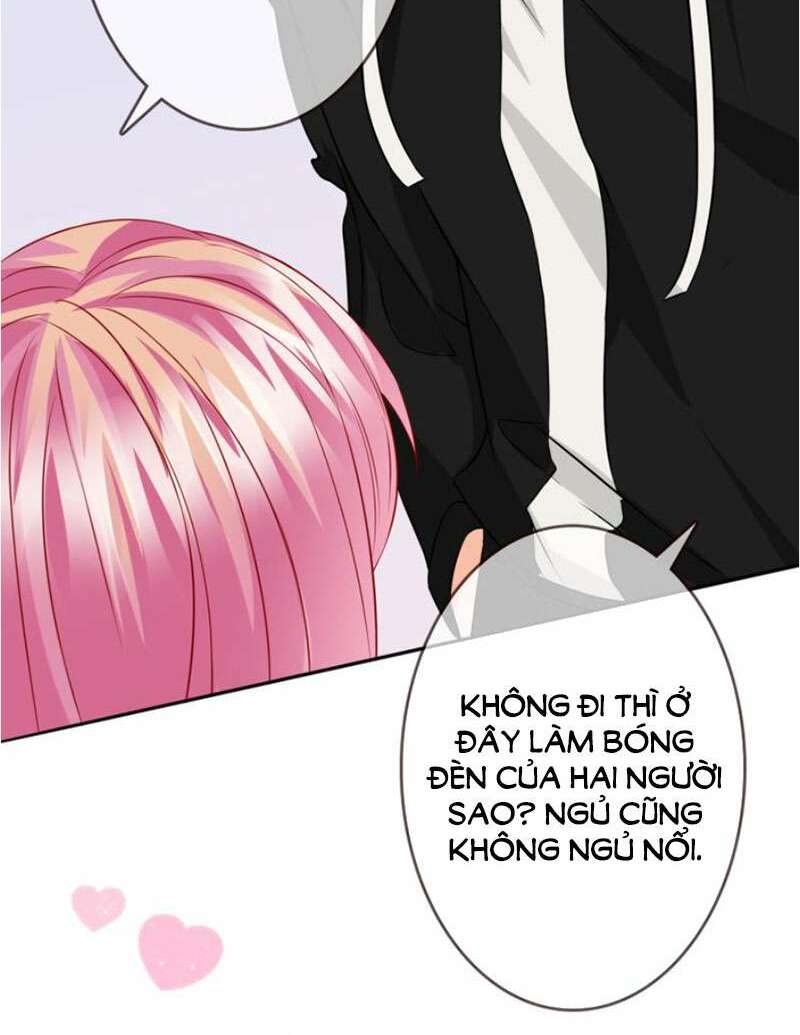 KHÔNG ĐI THÌ Ở
ĐÂY LÀM BÓNG
ĐÈN CỦA HAI NGƯỜI
SAO? NGỦ CŨNG
KHÔNG NGỦ NỔI.